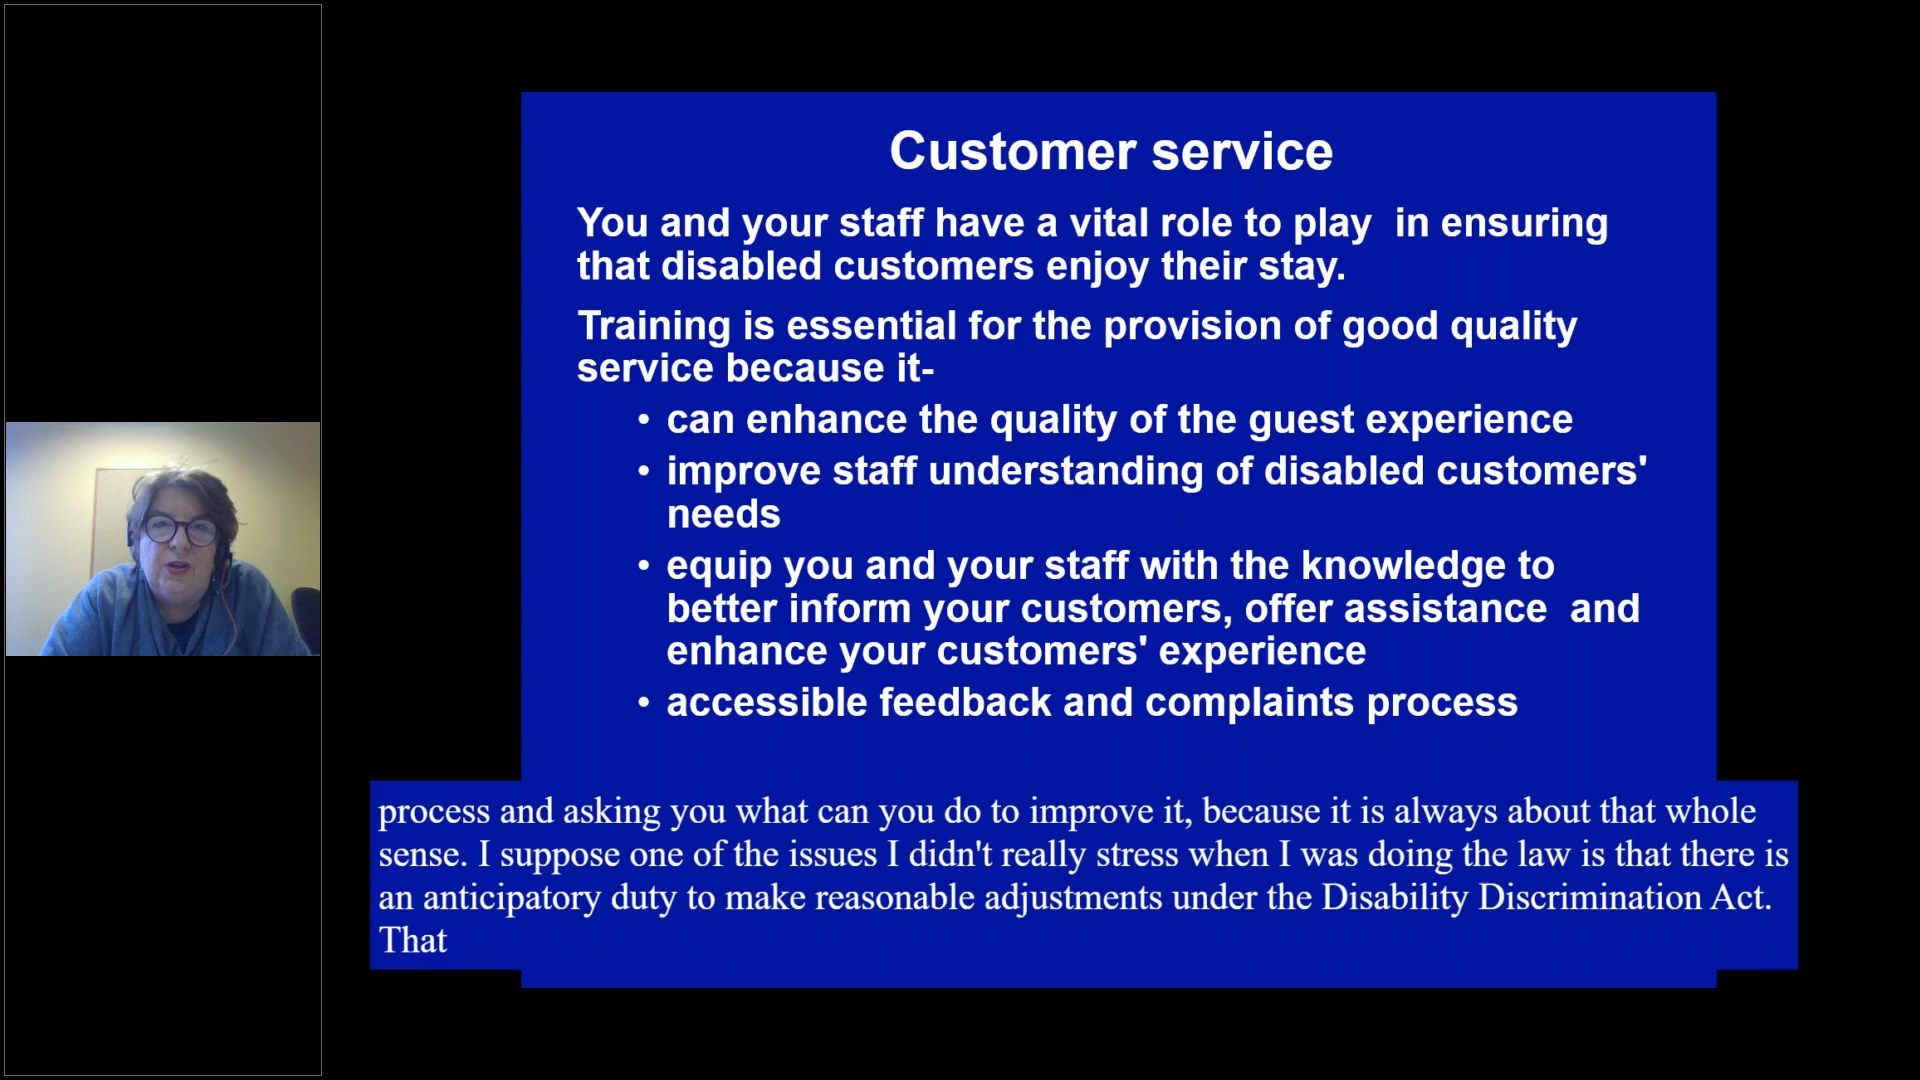 Customer service
You and your staff have a vital role to play  in ensuring
that disabled customers enjoy their stay.
Training is essential for the provision of good quality
service because it-
• can enhance the quality of the guest experience
• improve staff understanding of disabled customers'
needs
• equip you and your staff with the knowledge to
better inform your customers, offer assistance  and
enhance your customers' experience
• accessible feedback and complaints process
process and asking you what can you do to improve it, because it is always about that whole
sense. I suppose one of the issues I didn't really stress when I was doing the law is that there is
an anticipatory duty to make reasonable adjustments under the Disability Discrimination Act.
That